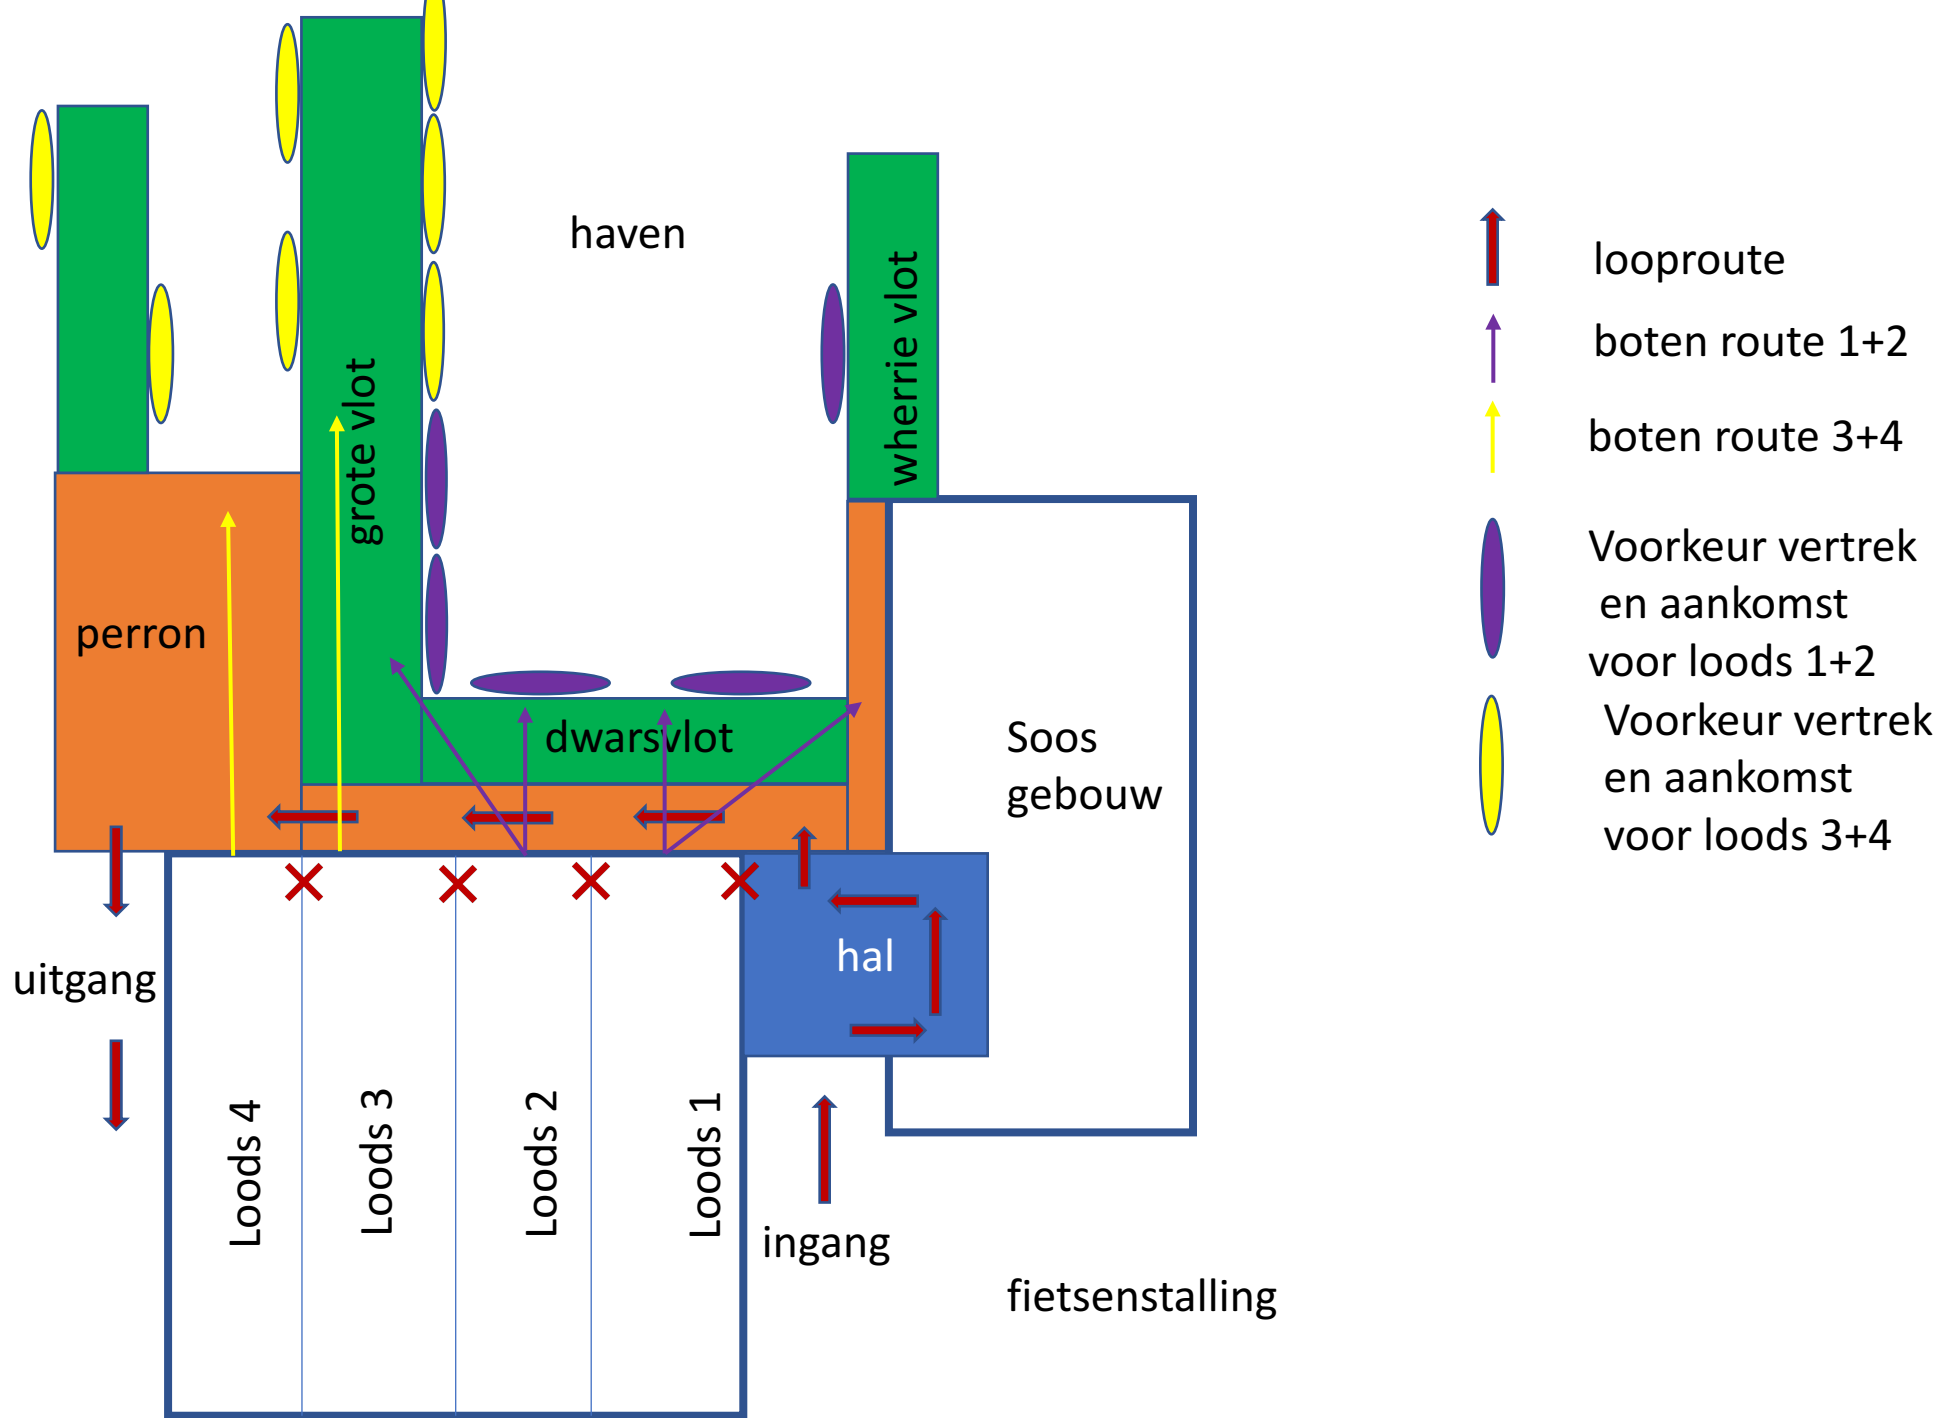 haven
grote vlot
wherrie vlot
perron
dwarsvlot
Soos
gebouw
hal
uitgang
Loods 4
Loods 3
Loods 2
Loods 1
ingang
fietsenstalling
looproute
boten route 1+2
boten route 3+4
Voorkeur vertrek
en aankomst
voor loods 1+2
Voorkeur vertrek
en aankomst
voor loods 3+4